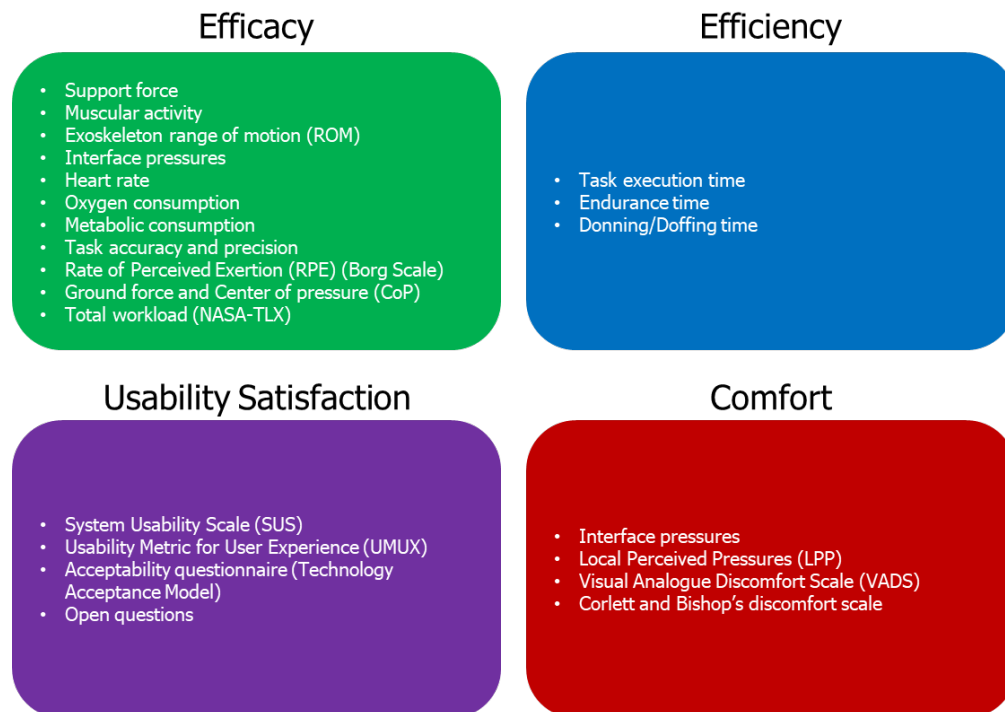 Efficacy
• Support force
• Muscular activity
• Exoskeleton range of motion (ROM)
• Interface pressures
• Heart rate
• Oxygen consumption
• Metabolic consumption
• Task accuracy and precision
• Rate of Perceived Exertion (RPE) (Borg Scale)
• Ground force and Center of pressure (CoP)
• Total workload (NASA-TLX)
Efficiency
• Task execution time
• Endurance time
• Donning/Doffing time
Usability Satisfaction
• System Usability Scale (SUS)
• Usability Metric for User Experience (UMUX)
• Acceptability questionnaire (Technology
Acceptance Model)
• Open questions
Comfort
• Interface pressures
• Local Perceived Pressures (LPP)
• Visual Analogue Discomfort Scale (VADS)
• Corlett and Bishop's discomfort scale